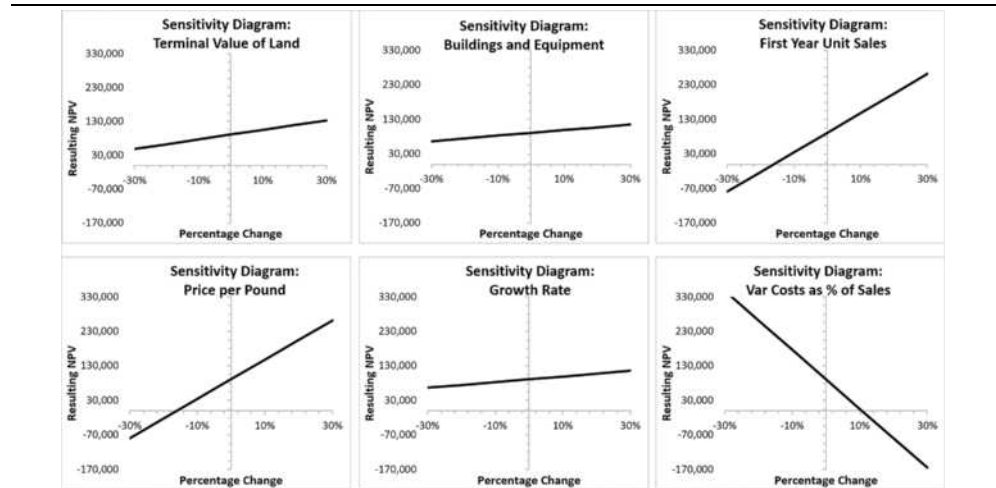 Sensitivity Diagram:
Terminal Value of Land
330,000
230,000
130,000
30,000
-70,000
-170,000
-30%
-10%
10%
30%
Resulting NPV
Percentage Change
Sensitivity Diagram:
Buildings and Equipment
330,000
230,000
130,000
30,000
-70,000
-170,000
-30%
-10%
10%
30%
Resulting NPV
Percentage Change
Sensitivity Diagram:
First Year Unit Sales
330,000
230,000
130,000
30,000
-70,000
-170,000
-30%
-10%
10%
30%
Resulting NPV
Percentage Change
Sensitivity Diagram:
Price per Pound
330,000
230,000
130,000
30,000
-70,000
-170,000
-30%
-10%
10%
30%
Resulting NPV
Percentage Change
Sensitivity Diagram:
Growth Rate
330,000
230,000
130,000
30,000
-70,000
-170,000
-30%
-10%
10%
30%
Resulting NPV
Percentage Change
Sensitivity Diagram:
Var Costs as % of Sales
330,000
230,000
130,000
30,000
-70,000
-170,000
-30%
-10%
10%
30%
Resulting NPV
Percentage Change